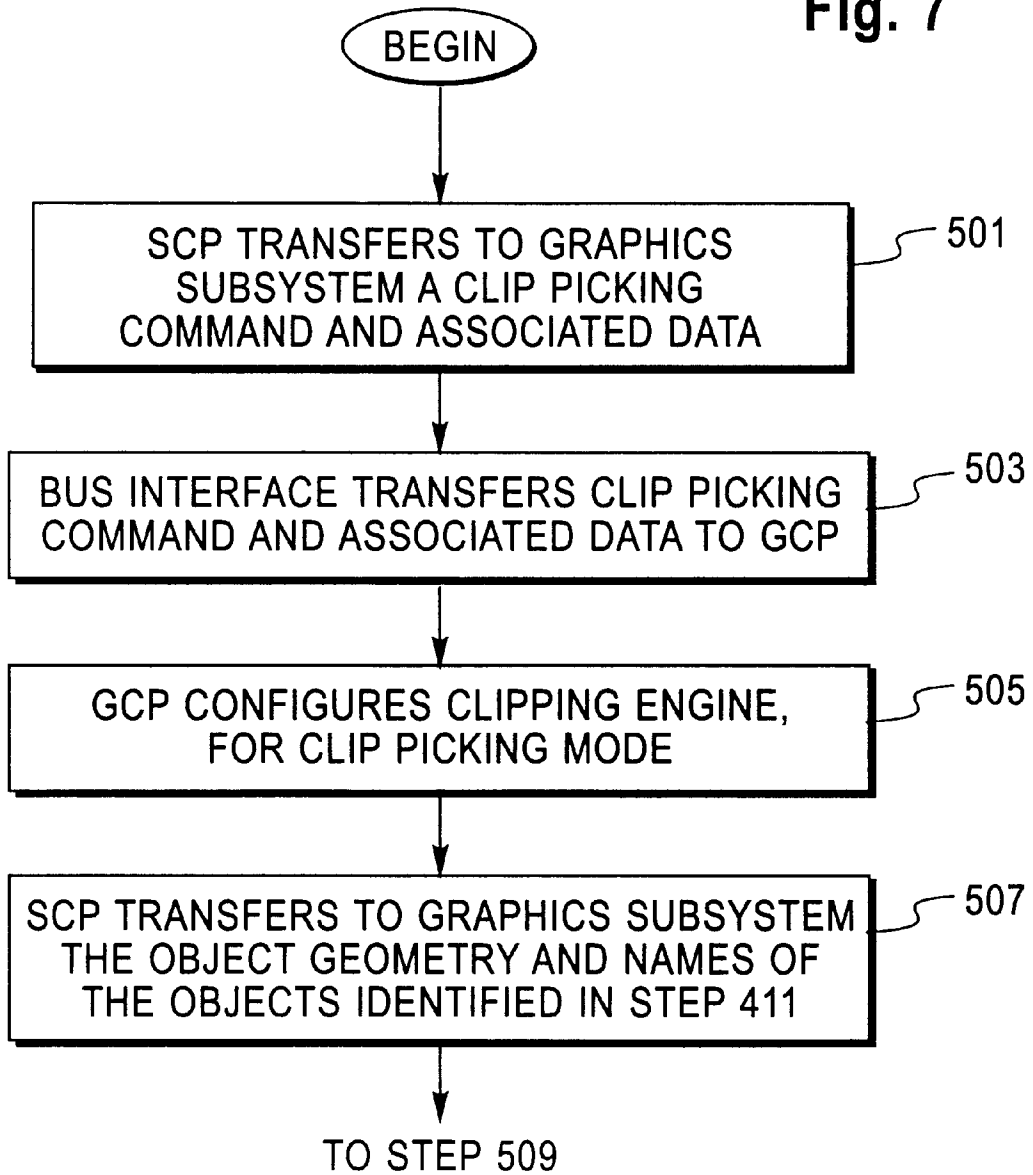 Fig. 7
BEGIN
SCP TRANSFERS TO GRAPHICS
SUBSYSTEM A CLIP PICKING
COMMAND AND ASSOCIATED DATA
501
BUS INTERFACE TRANSFERS CLIP PICKING
COMMAND AND ASSOCIATED DATA TO GCP
503
GCP CONFIGURES CLIPPING ENGINE,
FOR CLIP PICKING MODE
505
SCP TRANSFERS TO GRAPHICS SUBSYSTEM
THE OBJECT GEOMETRY AND NAMES OF
THE OBJECTS IDENTIFIED IN STEP 411
507
TO STEP 509